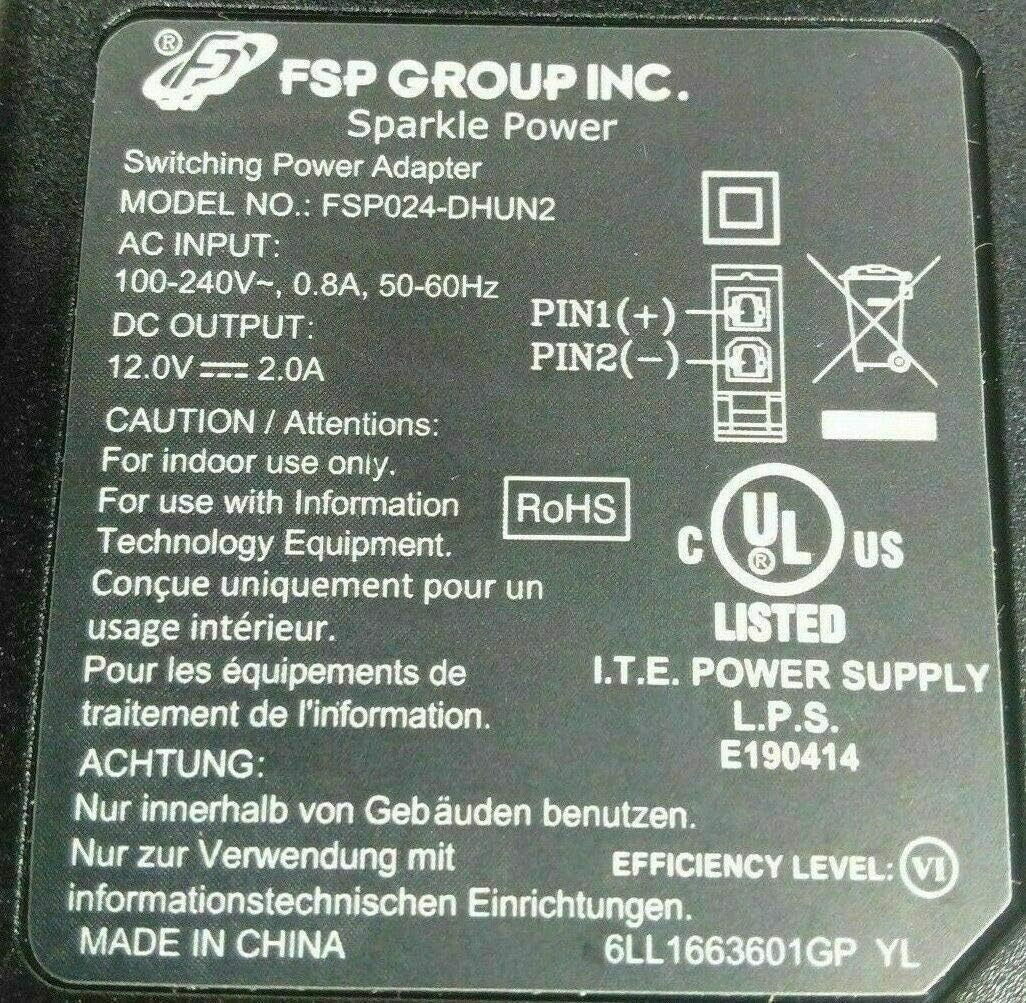 ® FSP GROUP INC.
Sparkle Power
Switching Power Adapter
MODEL NO.: FSP024-DHUN2
AC INPUT:
100-240V~, 0.8A, 50-60Hz
DC OUTPUT:
12.0V ⎓ 2.0A
PIN1(+)
PIN2(-)
CAUTION / Attentions:
For indoor use only.
For use with Information
Technology Equipment.
RoHS
Conçue uniquement pour un
usage intérieur.
Pour les équipements de
traitement de l'information.
C UL® US
LISTED
I.T.E. POWER SUPPLY
L.P.S.
E190414
ACHTUNG:
Nur innerhalb von Gebäuden benutzen.
Nur zur Verwendung mit
informationstechnischen Einrichtungen.
EFFICIENCY LEVEL: VI
MADE IN CHINA
6LL1663601GP YL